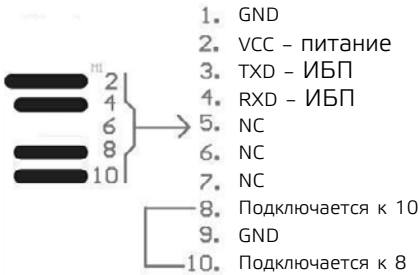 1. GND
2. VCC – питание
3. TXD – ИБП
4. RXD – ИБП
5. NC
6. NC
7. NC
8. Подключается к 10
9. GND
10. Подключается к 8
M1
2
4
6
8
10